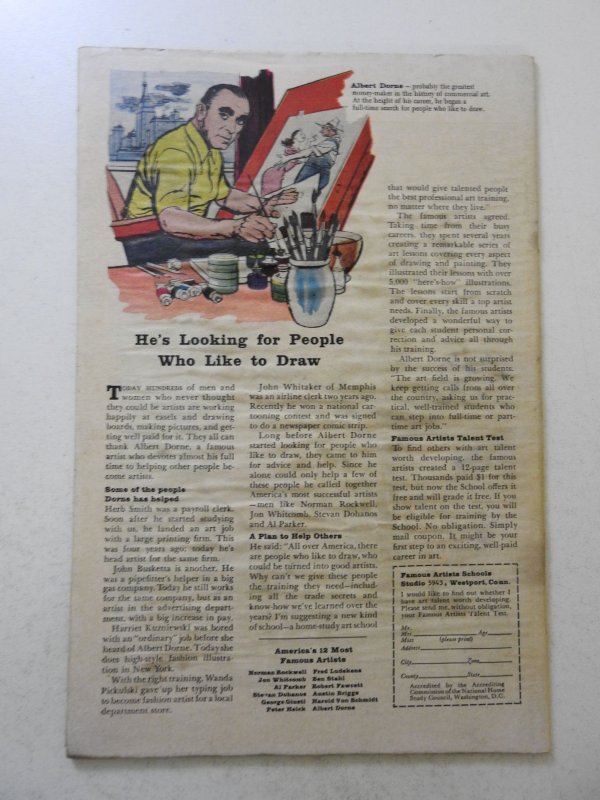 Albert Dorne – probably the greatest
money-maker in the history of commercial art.
At the height of his career, he began a
full-time search for people who like to draw.
He's Looking for People
Who Like to Draw
TODAY HUNDREDS of men and
women who never thought
they could be artists are working
happily at easels and drawing
boards, making pictures, and get-
ting well paid for it. They all can
thank Albert Dorne, a famous
artist who devotes almost his full
time to helping other people be-
come artists.
Some of the people
Dorne has helped
Herb Smith was a payroll clerk.
Soon after he started studying
with us, he landed an art job
with a large printing firm. This
was four years ago; today he's
head artist for the same firm.
John Busketta is another. He
was a pipefitter's helper in a big
gas company. Today he still works
for the same company, but as an
artist in the advertising depart-
ment, with a big increase in pay.
Harriet Kuzniewski was bored
with an "ordinary" job before she
heard of Albert Dorne. Today she
does high-style fashion illustra-
tion in New York.
With the right training, Wanda
Pickulski gave up her typing job
to become fashion artist for a local
department store.
John Whitaker of Memphis
was an airline clerk two years ago.
Recently he won a national car-
tooning contest and was signed
to do a newspaper comic strip.
Long before Albert Dorne
started looking for people who
like to draw, they came to him
for advice and help. Since he
alone could only help a few of
these people he called together
America's most successful artists
—men like Norman Rockwell,
Jon Whitcomb, Stevan Dohanos
and Al Parker.
A Plan to Help Others
He said: "All over America, there
are people who like to draw, who
could be turned into good artists.
Why can't we give these people
the training they need—includ-
ing all the trade secrets and
know-how we've learned over the
years? I'm suggesting a new kind
of school—a home-study art school
America's 12 Most
Famous Artists
Norman Rockwell Fred Ludekens
Jon Whitcomb Ben Stahl
Al Parker Robert Fawcett
Stevan Dohanos Austin Briggs
George Giusti Harold Von Schmidt
Peter Helck Albert Dorne
that would give talented people
the best professional art training,
no matter where they live."
The famous artists agreed.
Taking time from their busy
careers, they spent several years
creating a remarkable series of
art lessons covering every aspect
of drawing and painting. They
illustrated their lessons with over
5,000 "here's-how" illustrations.
The lessons start from scratch
and cover every skill a top artist
needs. Finally, the famous artists
developed a wonderful way to
give each student personal cor-
rection and advice all through
his training.
Albert Dorne is not surprised
by the success of his students.
"The art field is growing. We
keep getting calls from all over
the country, asking us for prac-
tical, well-trained students who
can step into full-time or part-
time art jobs."
Famous Artists Talent Test
To find others with art talent
worth developing, the famous
artists created a 12-page talent
test. Thousands paid $1 for this
test, but now the School offers it
free and will grade it free. If you
show talent on the test, you will
be eligible for training by the
School. No obligation. Simply
mail coupon. It might be your
first step to an exciting, well-paid
career in art.
Famous Artists Schools
Studio 5945, Westport, Conn.
I would like to find out whether I
have art talent worth developing.
Please send me, without obligation,
your Famous Artists Talent Test.
Mr.
Mrs. Age
Miss (please print)
Address
City Zone
County State
Accredited by the Accrediting
Commission of the National Home
Study Council, Washington, D.C.